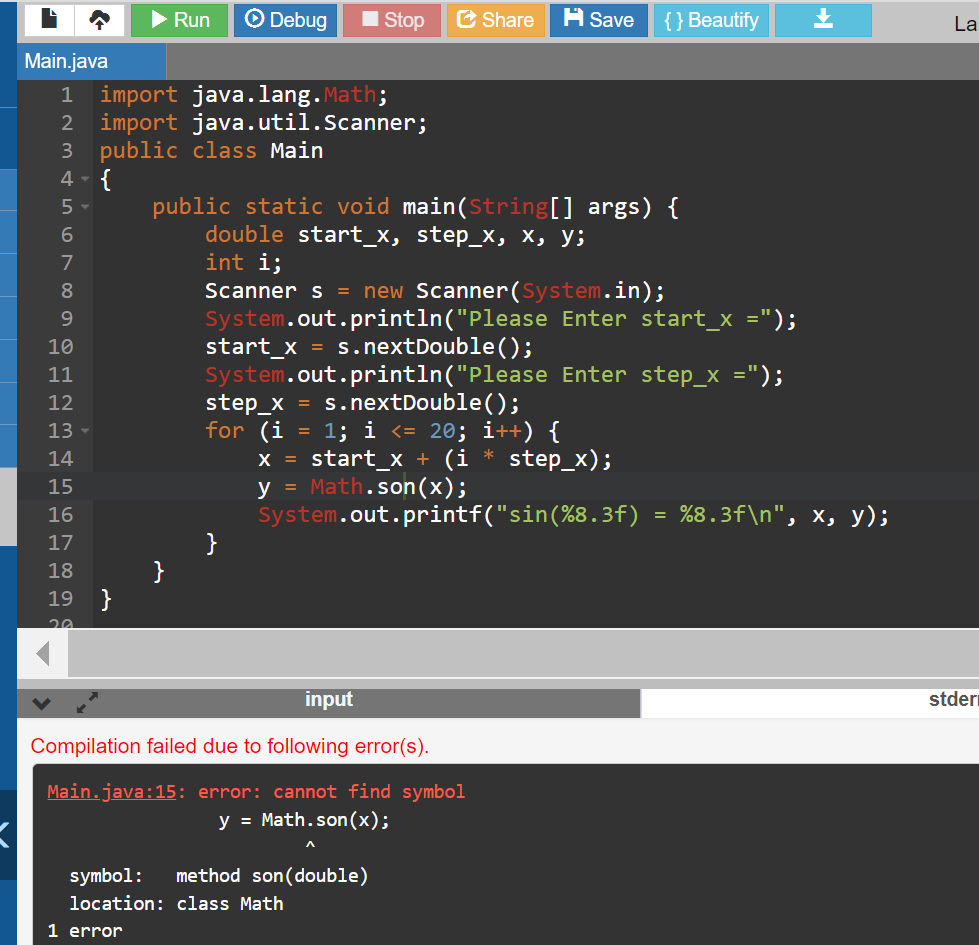 Run Debug Stop Share Save { } Beautify La
Main.java
1 import java.lang.Math;
2 import java.util.Scanner;
3 public class Main
4 {
5     public static void main(String[] args) {
6         double start_x, step_x, x, y;
7         int i;
8         Scanner s = new Scanner(System.in);
9         System.out.println("Please Enter start_x =");
10         start_x = s.nextDouble();
11         System.out.println("Please Enter step_x =");
12         step_x = s.nextDouble();
13         for (i = 1; i <= 20; i++) {
14             x = start_x + (i * step_x);
15             y = Math.son(x);
16             System.out.printf("sin(%8.3f) = %8.3f\n", x, y);
17         }
18     }
19 }
20
input stderr
Compilation failed due to following error(s).
Main.java:15: error: cannot find symbol
                y = Math.son(x);
                        ^
  symbol:   method son(double)
  location: class Math
1 error